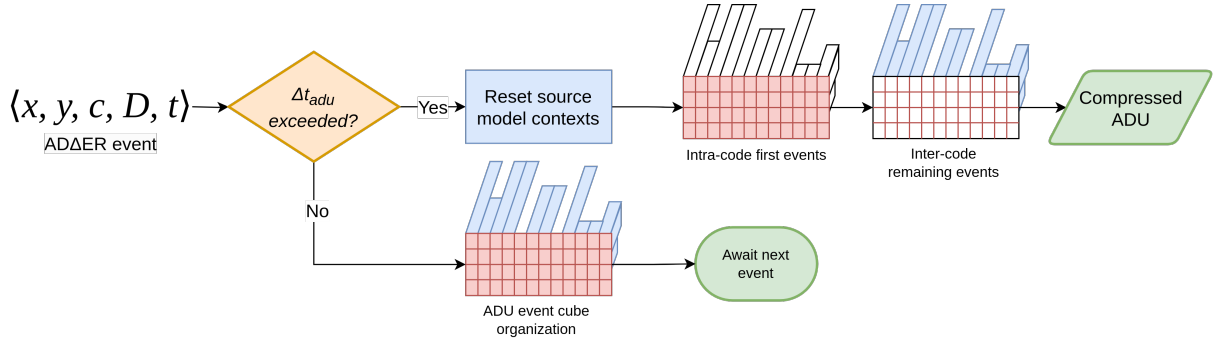 ⟨x, y, c, D, t⟩
ADΔER event
Δt_adu
exceeded?
Yes
Reset source
model contexts
Intra-code first events
Inter-code
remaining events
Compressed
ADU
No
ADU event cube
organization
Await next
event